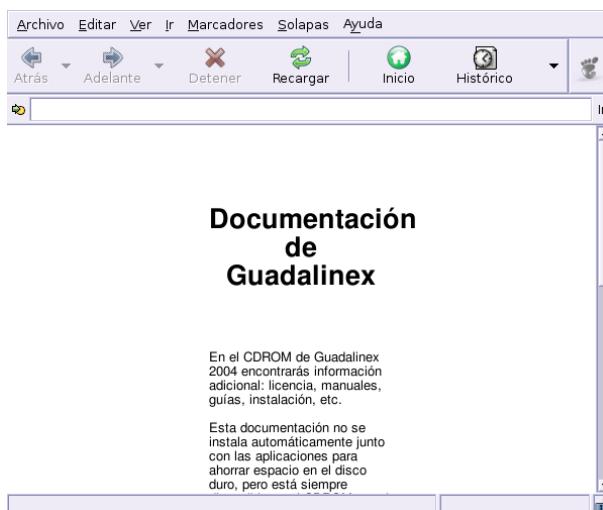 Archivo Editar Ver Ir Marcadores Solapas Ayuda
Atrás Adelante Detener Recargar Inicio Histórico
Documentación
de
Guadalinex
En el CDROM de Guadalinex
2004 encontrarás información
adicional: licencia, manuales,
guías, instalación, etc.
Esta documentación no se
instala automáticamente junto
con las aplicaciones para
ahorrar espacio en el disco
duro, pero está siempre